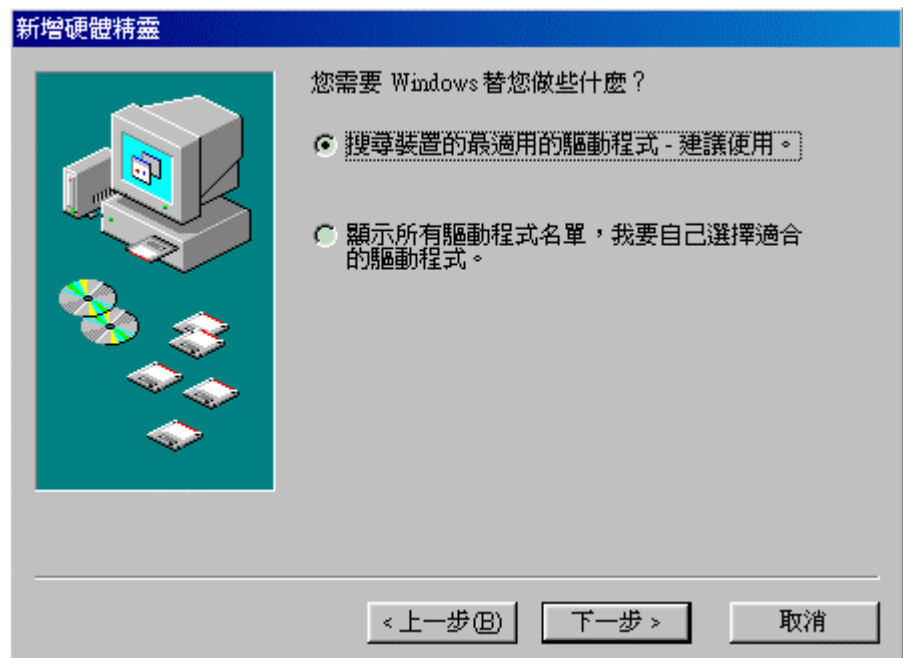 新增硬體精靈
您需要 Windows 替您做些什麼？
搜尋裝置的最適用的驅動程式 - 建議使用。
顯示所有驅動程式名單，我要自己選擇適合
的驅動程式。
< 上一步(B)
下一步 >
取消